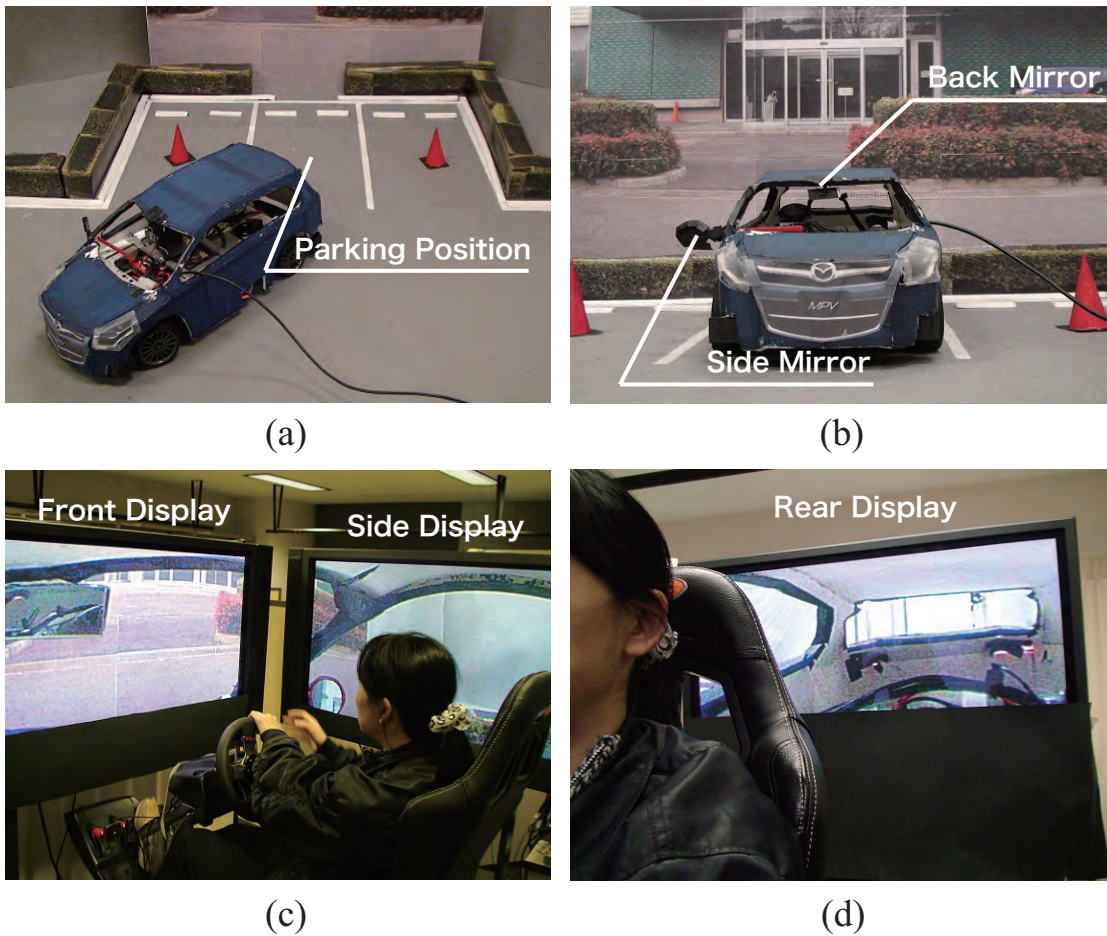 Parking Position
(a)
Back Mirror
MPV
Side Mirror
(b)
Front Display
Side Display
(c)
Rear Display
(d)